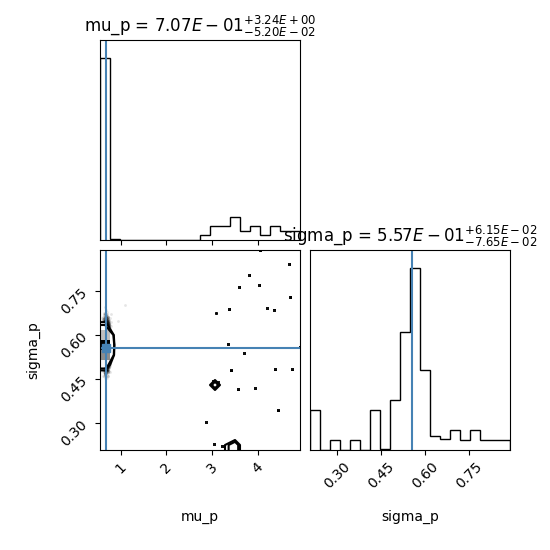 mu_p = 7.07E − 01 +3.24E+00 −5.20E−02
sigma_p = 5.57E − 01 +6.15E−02 −7.65E−02
0.75
0.60
0.45
0.30
sigma_p
1 2 3 4
0.30 0.45 0.60 0.75
mu_p
sigma_p